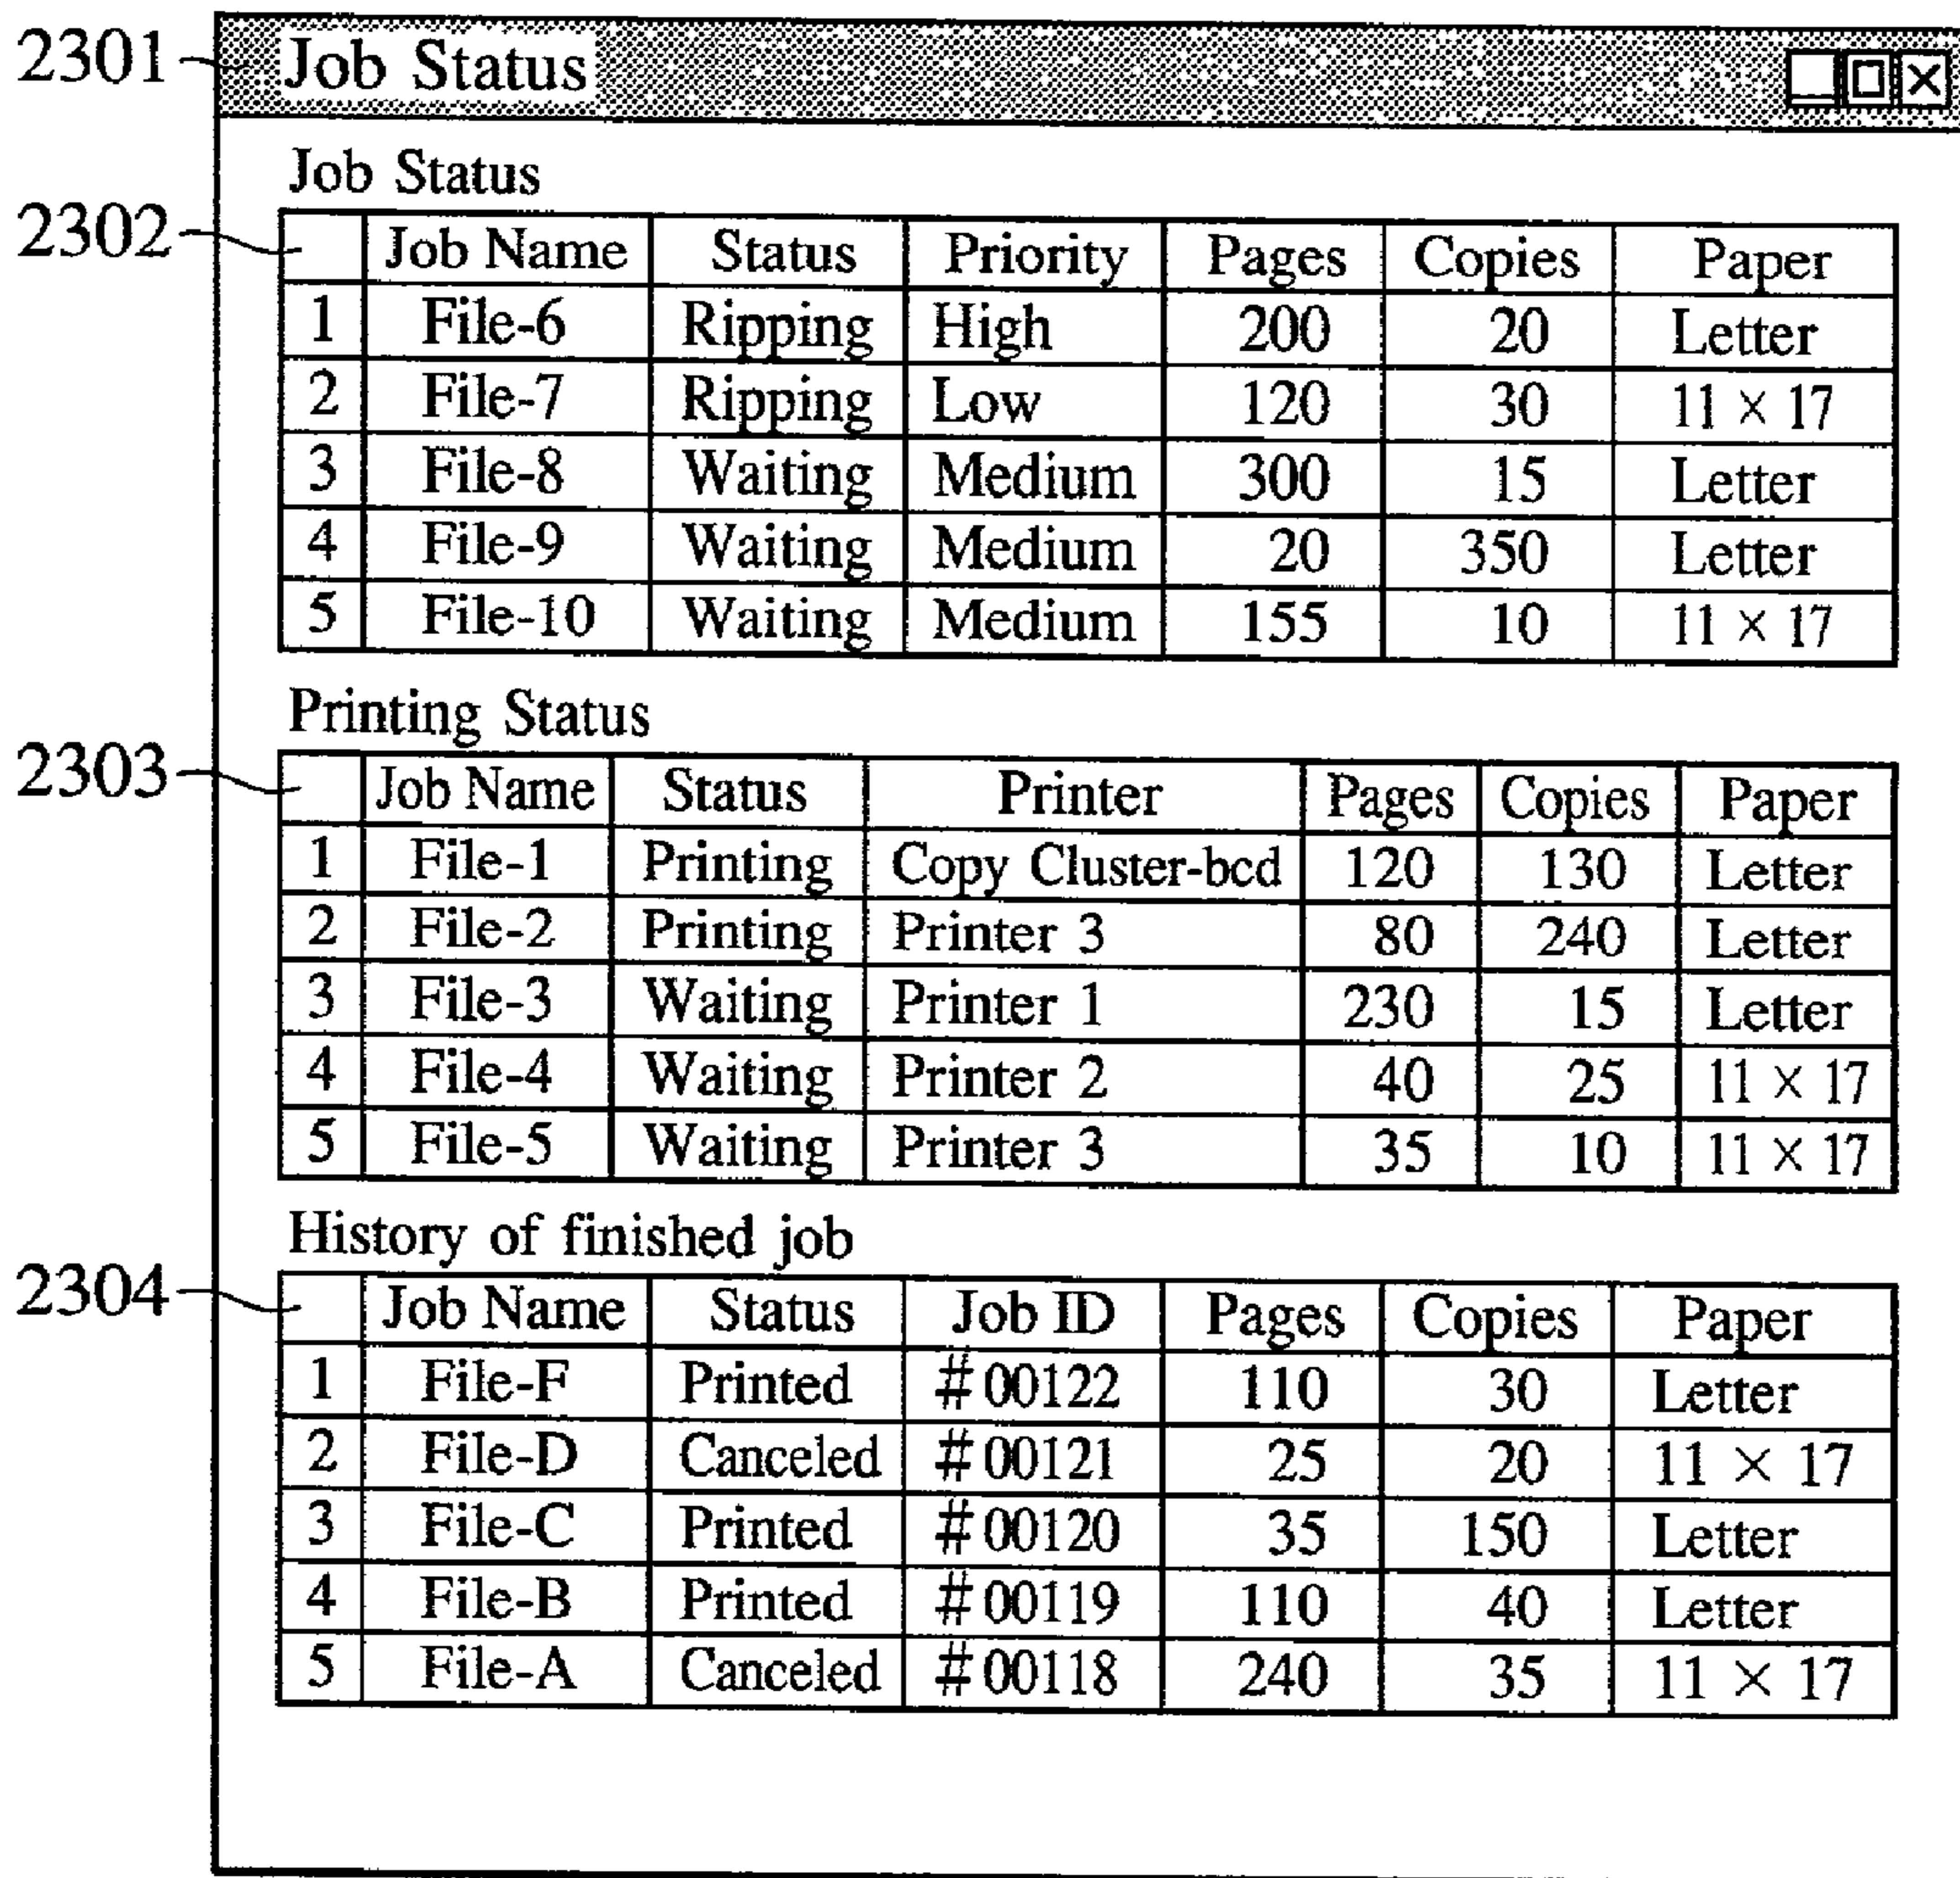 2301 Job Status
Job Status
2302 Job Name Status Priority Pages Copies Paper
1 File-6 Ripping High 200 20 Letter
2 File-7 Ripping Low 120 30 11 × 17
3 File-8 Waiting Medium 300 15 Letter
4 File-9 Waiting Medium 20 350 Letter
5 File-10 Waiting Medium 155 10 11 × 17
Printing Status
2303 Job Name Status Printer Pages Copies Paper
1 File-1 Printing Copy Cluster-bcd 120 130 Letter
2 File-2 Printing Printer 3 80 240 Letter
3 File-3 Waiting Printer 1 230 15 Letter
4 File-4 Waiting Printer 2 40 25 11 × 17
5 File-5 Waiting Printer 3 35 10 11 × 17
History of finished job
2304 Job Name Status Job ID Pages Copies Paper
1 File-F Printed #00122 110 30 Letter
2 File-D Canceled #00121 25 20 11 × 17
3 File-C Printed #00120 35 150 Letter
4 File-B Printed #00119 110 40 Letter
5 File-A Canceled #00118 240 35 11 × 17